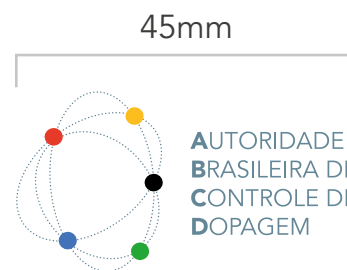 45mm
AUTORIDADE
BRASILEIRA D
CONTROLE D
DOPAGEM